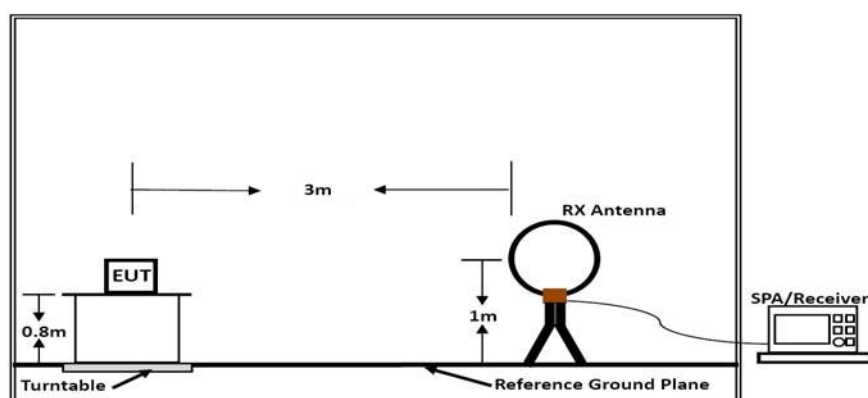 3m
RX Antenna
EUT
SPA/Receiver
0.8m
1m
Turntable
Reference Ground Plane